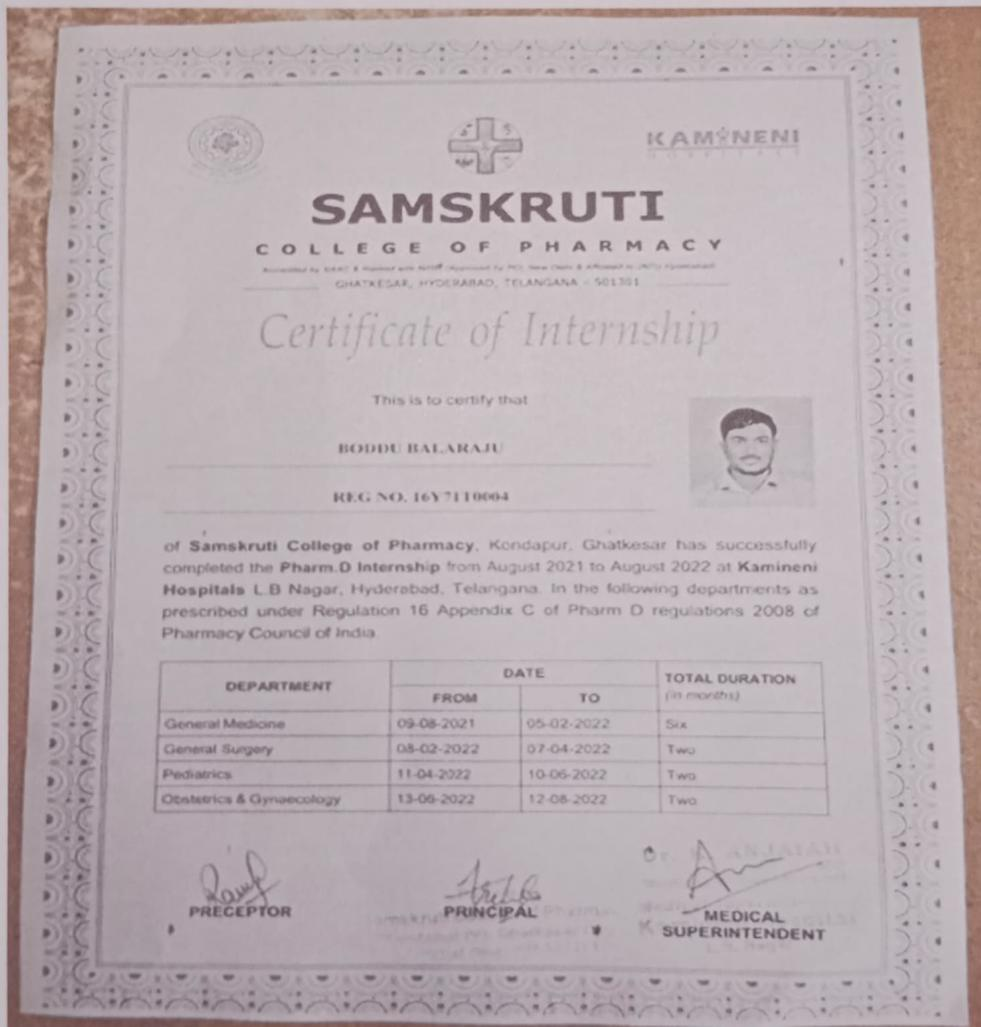 KAMINENI
HOSPITALS
SAMSKRUTI
COLLEGE OF PHARMACY
GHATKESAR, HYDERABAD, TELANGANA - 501301
Certificate of Internship
This is to certify that
BODDU BALARAJU
REG NO. 16Y7110004
of Samskruti College of Pharmacy, Kondapur, Ghatkesar has successfully
completed the Pharm.D Internship from August 2021 to August 2022 at Kamineni
Hospitals L.B Nagar, Hyderabad, Telangana. In the following departments as
prescribed under Regulation 16 Appendix C of Pharm D regulations 2008 of
Pharmacy Council of India.
DEPARTMENT DATE TOTAL DURATION
FROM TO (in months)
General Medicine 09-08-2021 05-02-2022 Six
General Surgery 08-02-2022 07-04-2022 Two
Pediatrics 11-04-2022 10-06-2022 Two
Obstetrics & Gynaecology 13-06-2022 12-08-2022 Two
PRECEPTOR PRINCIPAL MEDICAL
SUPERINTENDENT